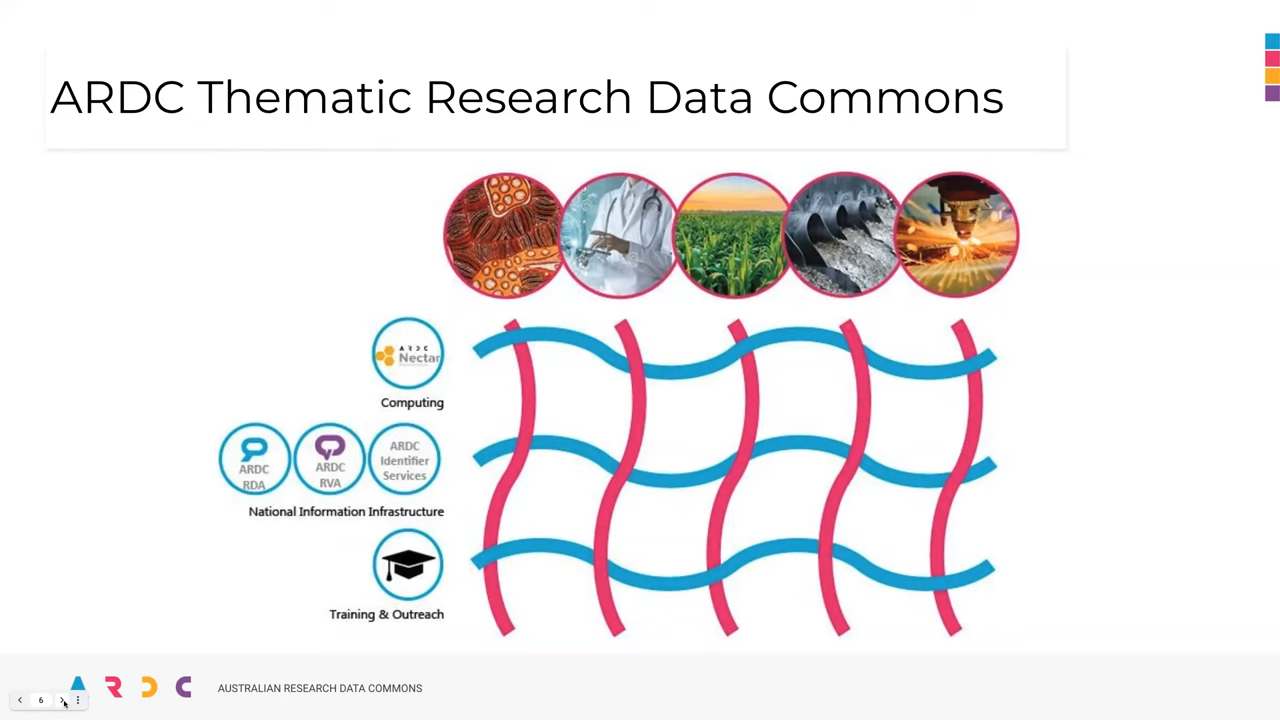 ARDC Thematic Research Data Commons
ARDC
Nectar
Computing
ARDC
RDA
ARDC
RVA
ARDC
Identifier
Services
National Information Infrastructure
Training & Outreach
ARDC
AUSTRALIAN RESEARCH DATA COMMONS
6